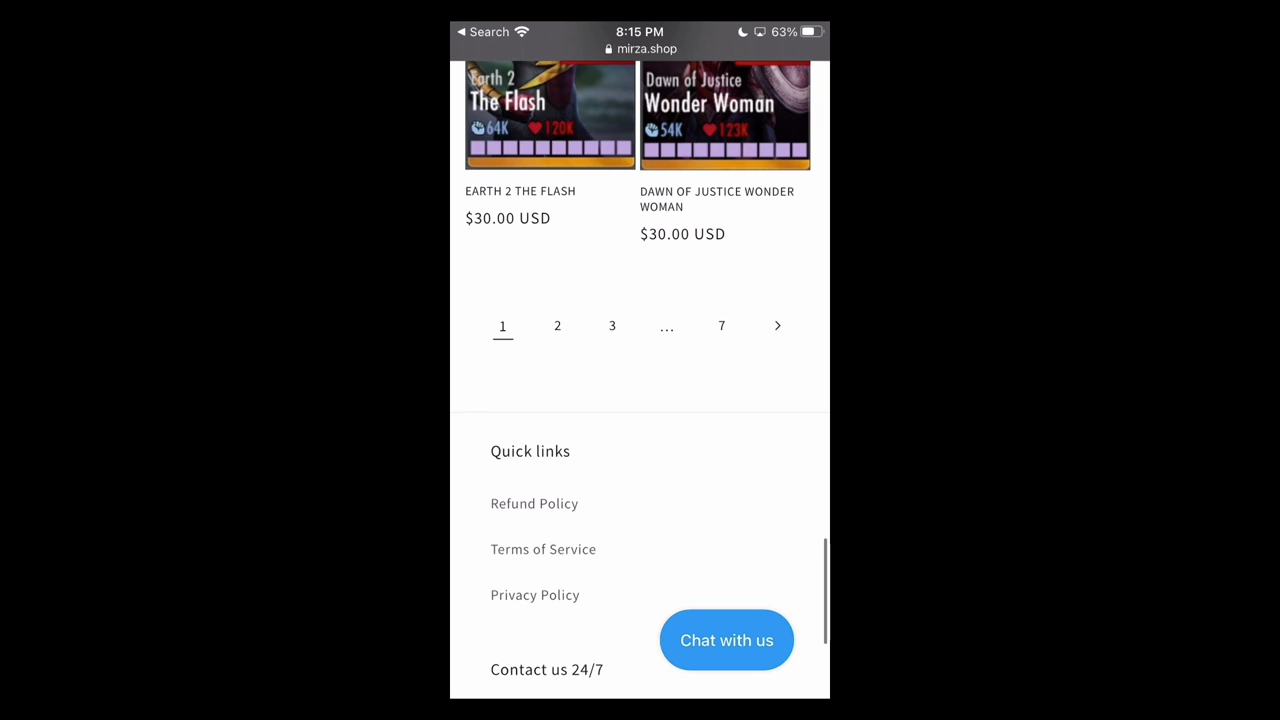 Search
8:15 PM
63%
mirza.shop
Earth 2
The Flash
64K
120K
Dawn of Justice
Wonder Woman
54K
123K
EARTH 2 THE FLASH
$30.00 USD
DAWN OF JUSTICE WONDER
WOMAN
$30.00 USD
1 2 3 ... 7
Quick links
Refund Policy
Terms of Service
Privacy Policy
Chat with us
Contact us 24/7